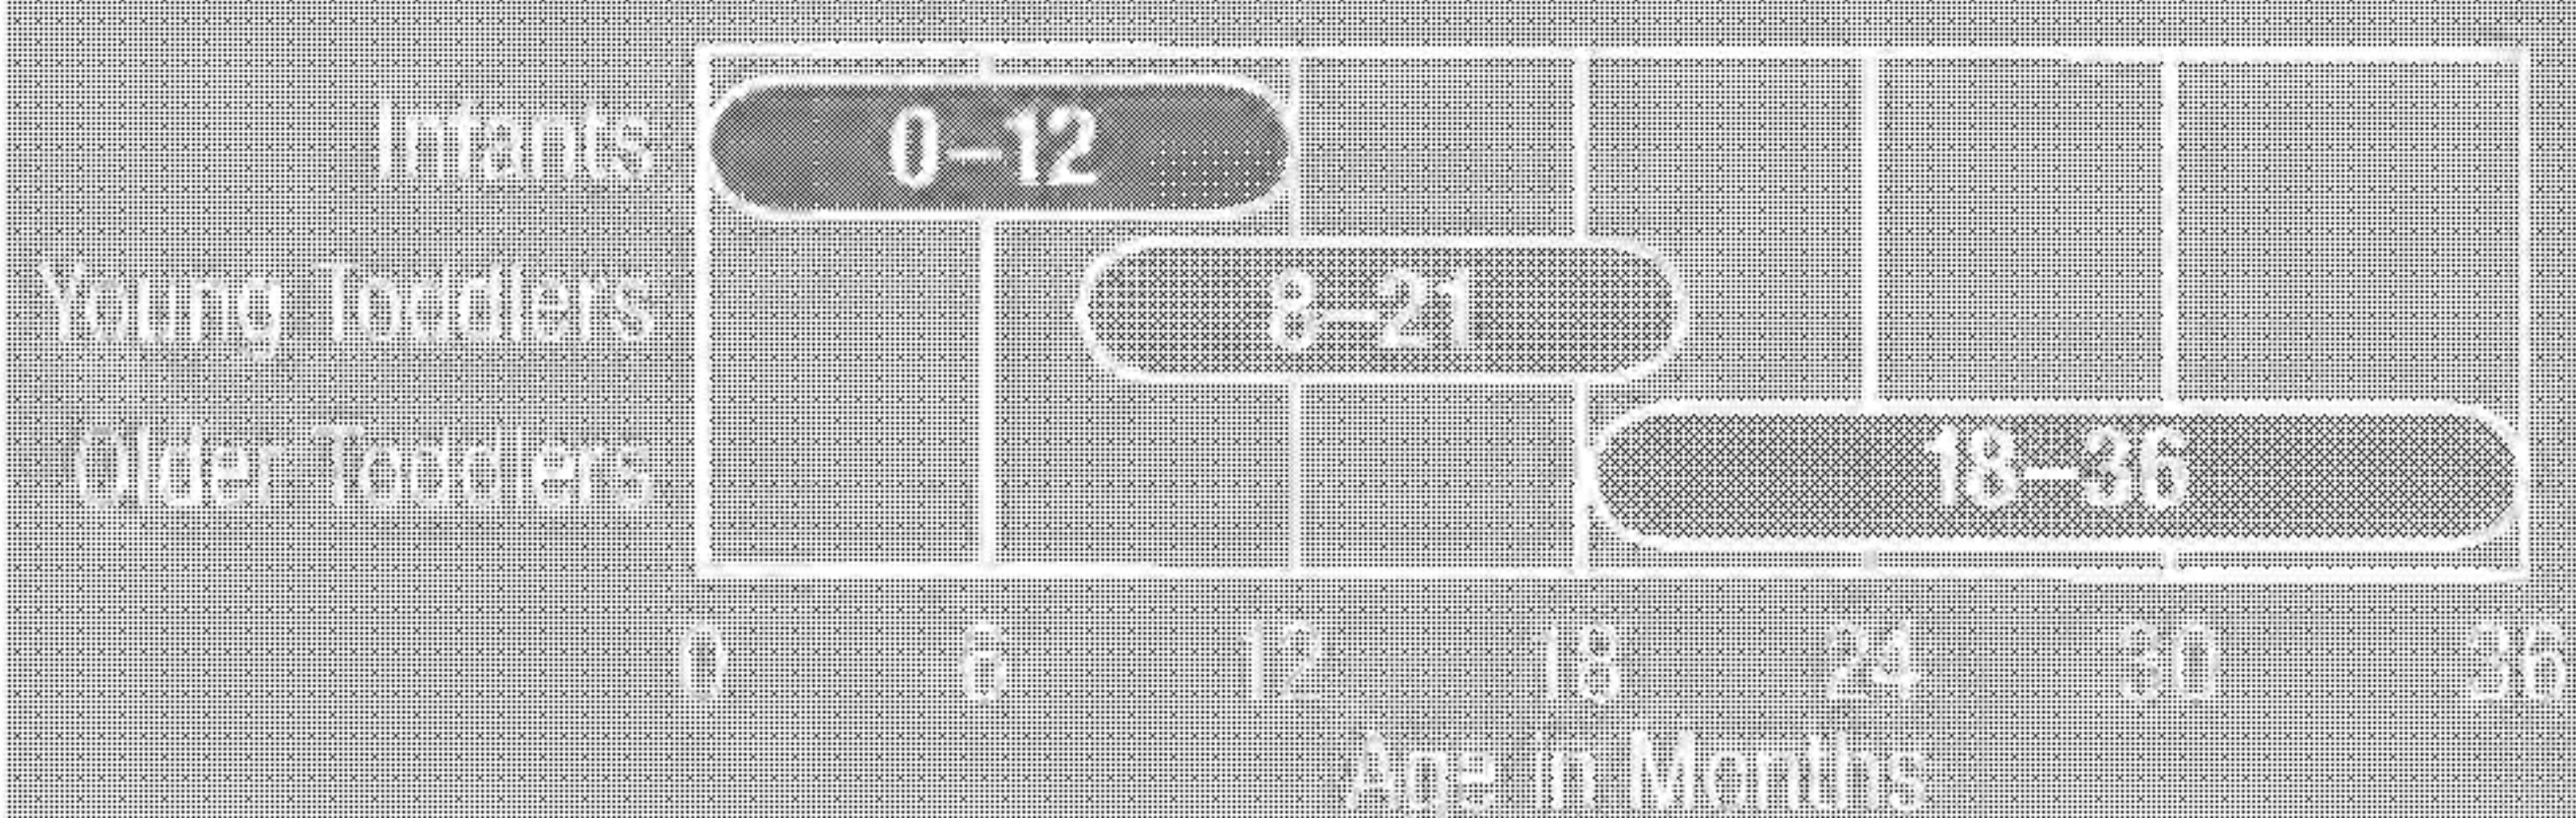 Infants 0–12
Young Toddlers 8–21
Older Toddlers 18–36
0 6 12 18 24 30 36
Age in Months